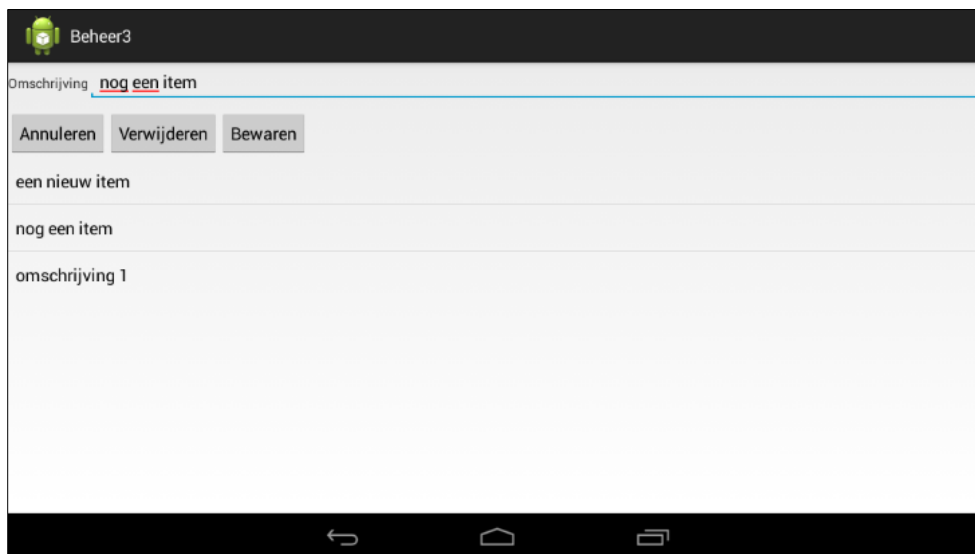 Beheer3
Omschrijving nog een item
Annuleren Verwijderen Bewaren
een nieuw item
nog een item
omschrijving 1